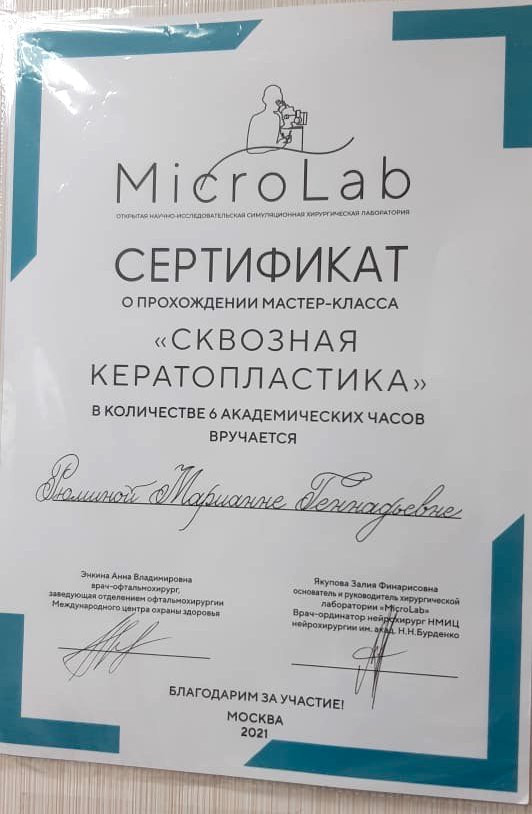 MicroLab
ОТКРЫТАЯ НАУЧНО-ИССЛЕДОВАТЕЛЬСКАЯ СИМУЛЯЦИОННАЯ ХИРУРГИЧЕСКАЯ ЛАБОРАТОРИЯ
СЕРТИФИКАТ
О ПРОХОЖДЕНИИ МАСТЕР-КЛАССА
«СКВОЗНАЯ
КЕРАТОПЛАСТИКА»
В КОЛИЧЕСТВЕ 6 АКАДЕМИЧЕСКИХ ЧАСОВ
ВРУЧАЕТСЯ
Рюминой Марианне Геннадьевне
Энкина Анна Владимировна
врач-офтальмохирург,
заведующая отделением офтальмохирургии
Международного центра охраны здоровья
Якупова Залия Финарисовна
основатель и руководитель хирургической
лаборатории «MicroLab»
Врач-ординатор нейрохирург НМИЦ
нейрохирургии им. акад. Н.Н.Бурденко
БЛАГОДАРИМ ЗА УЧАСТИЕ!
МОСКВА
2021